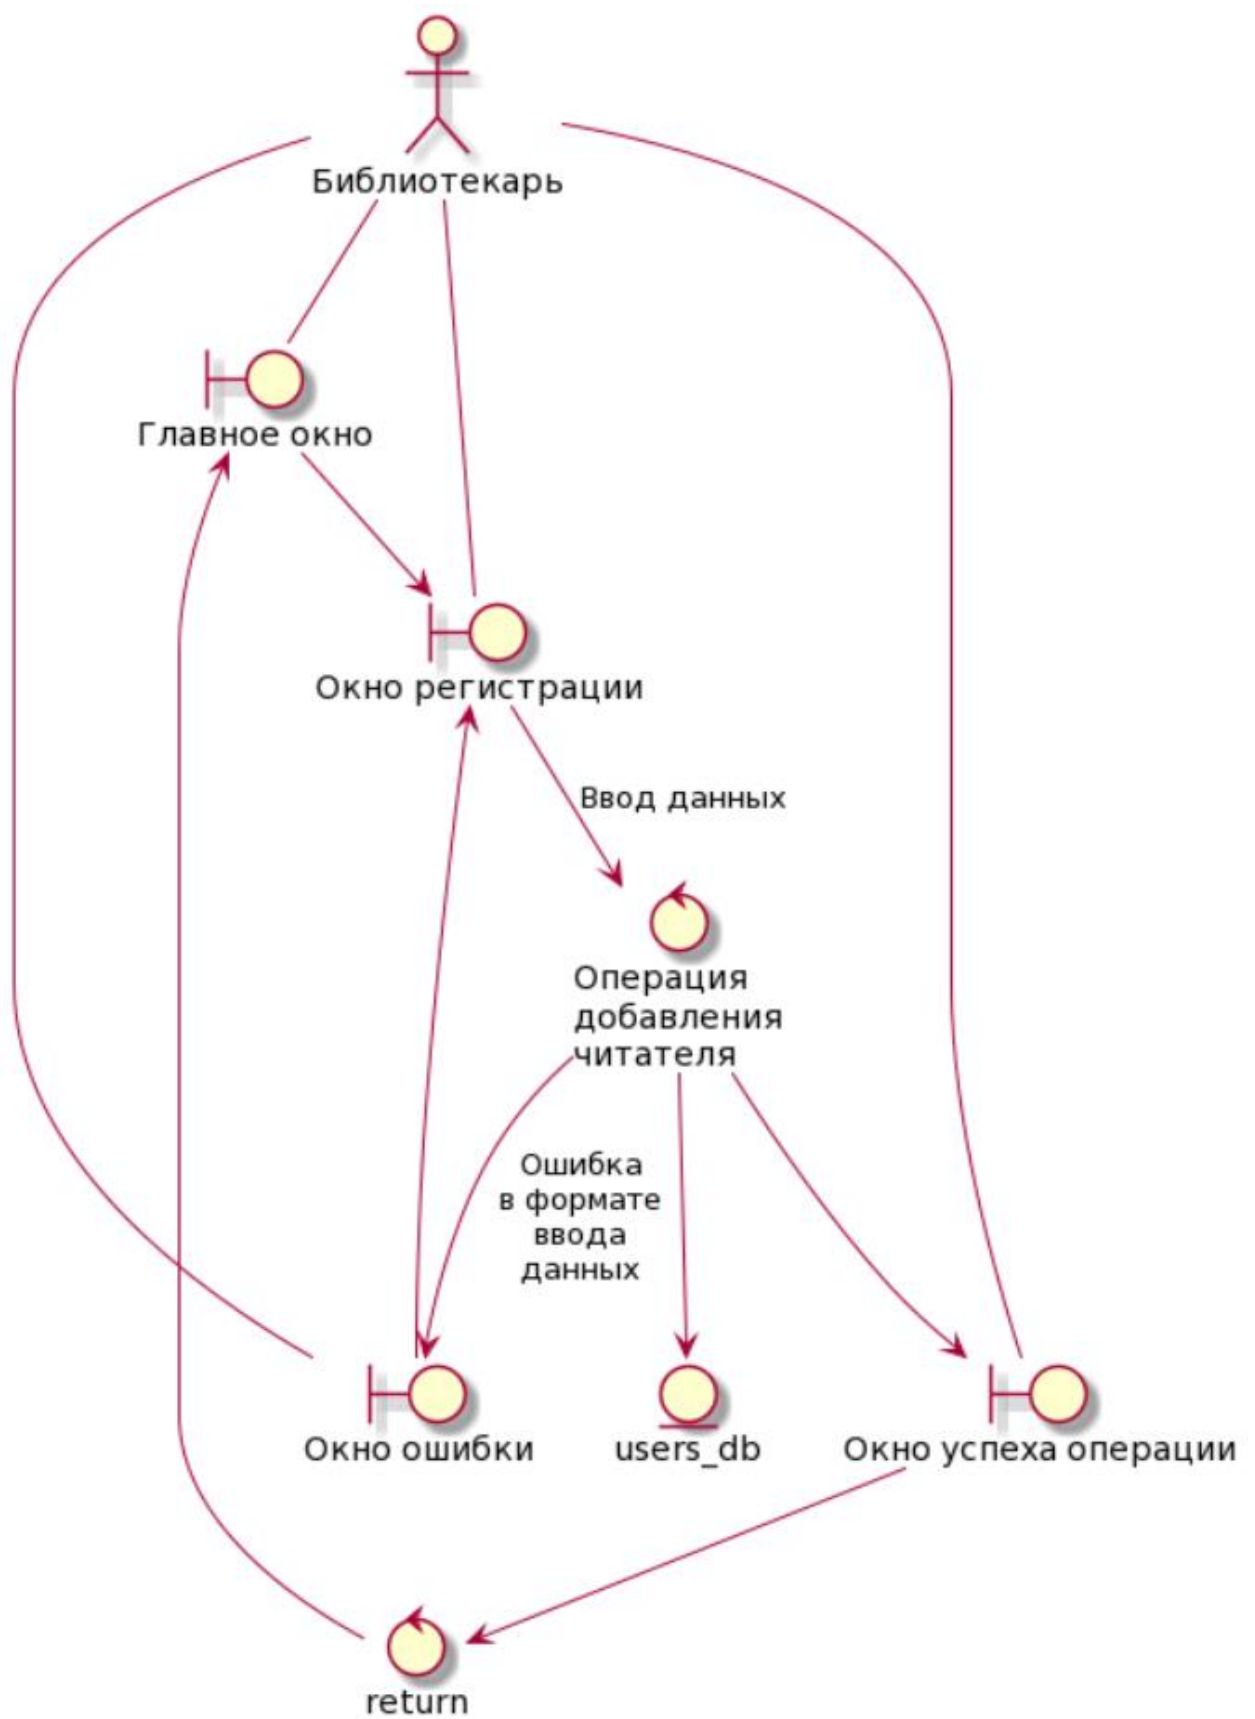 Библиотекарь
Главное окно
Окно регистрации
Ввод данных
Операция
добавления
читателя
Ошибка
в формате
ввода
данных
Окно ошибки
users_db
Окно успеха операции
return